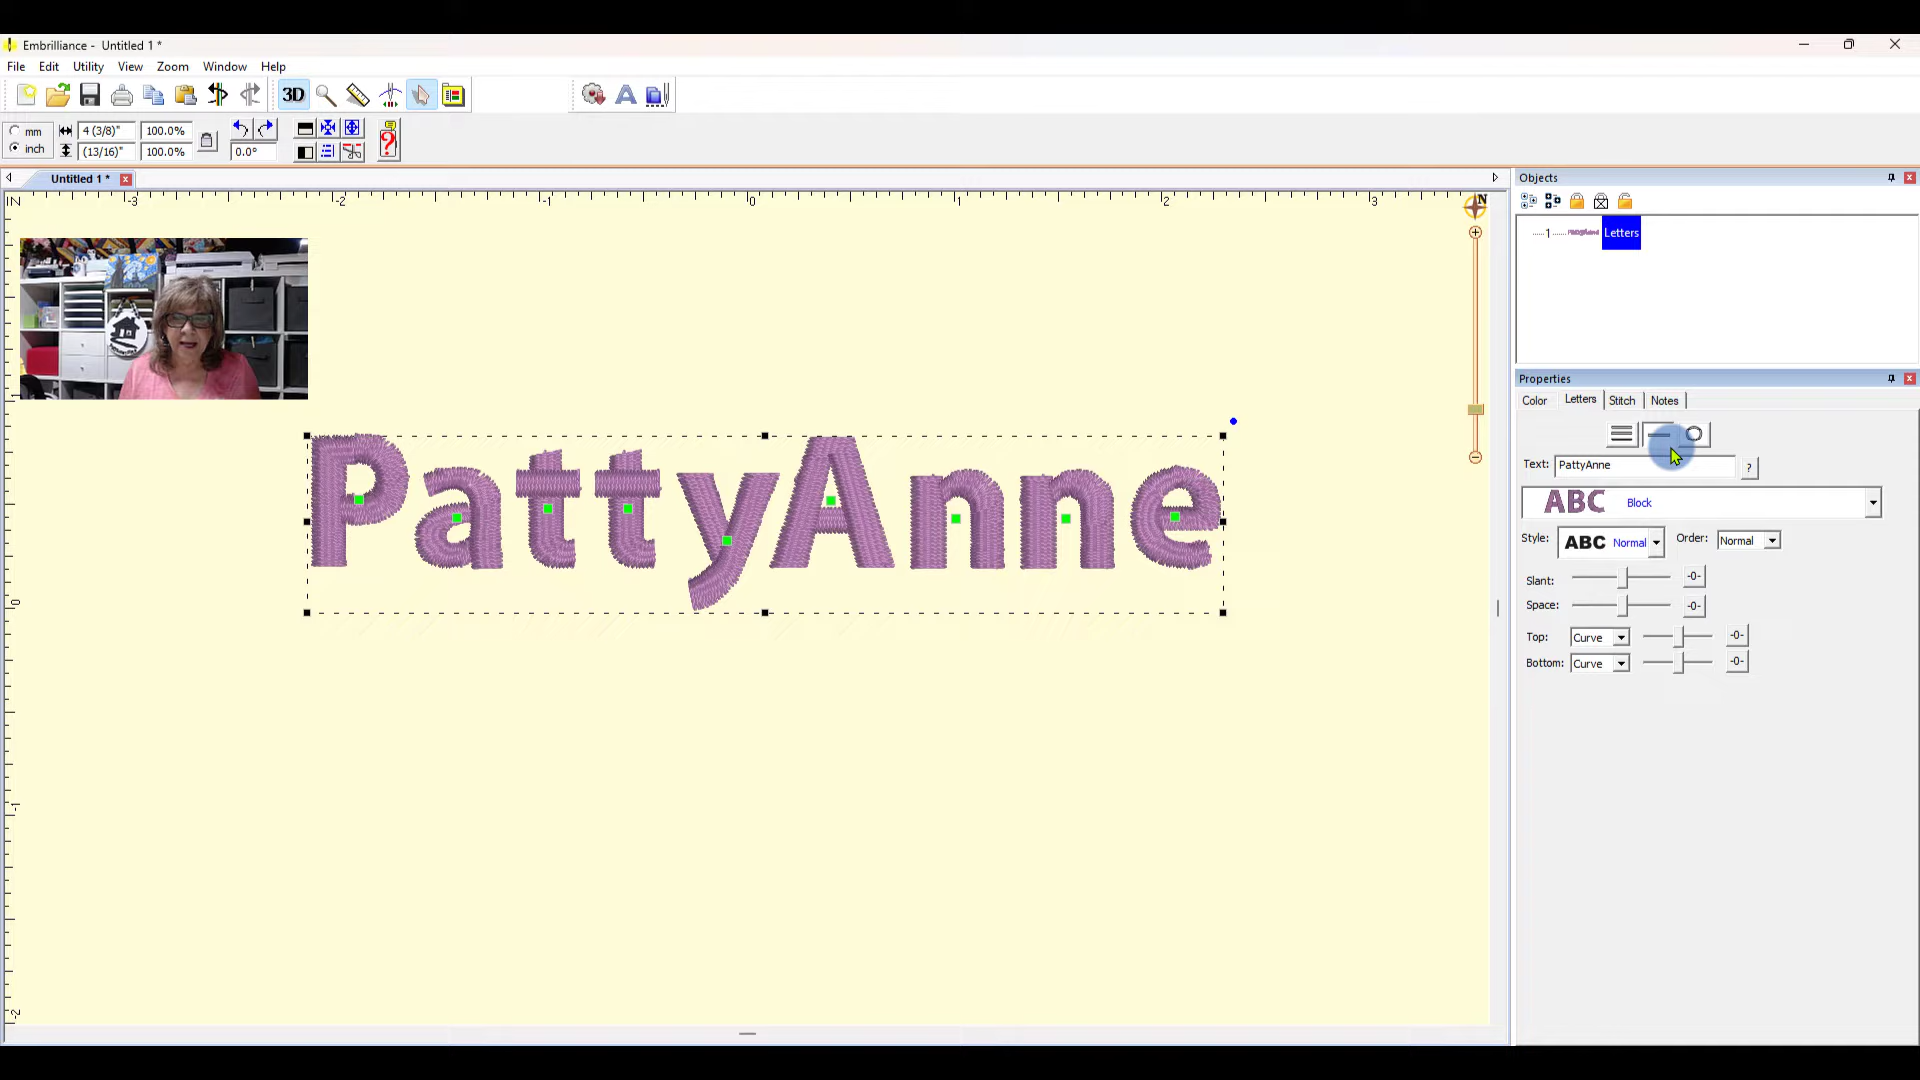 Embrilliance - Untitled 1 *
File Edit Utility View Zoom Window Help
3D
mm 4 (3/8)" 100.0%
inch (13/16)" 100.0% 0.0°
Untitled 1 *
IN -3 -2 -1 0 1 2 3
N
0
-1
-2
PattyAnne
Objects
1 Letters
Properties
Color Letters Stitch Notes
Text: PattyAnne ?
ABC Block
Style: ABC Normal Order: Normal
Slant: -0-
Space: -0-
Top: Curve -0-
Bottom: Curve -0-